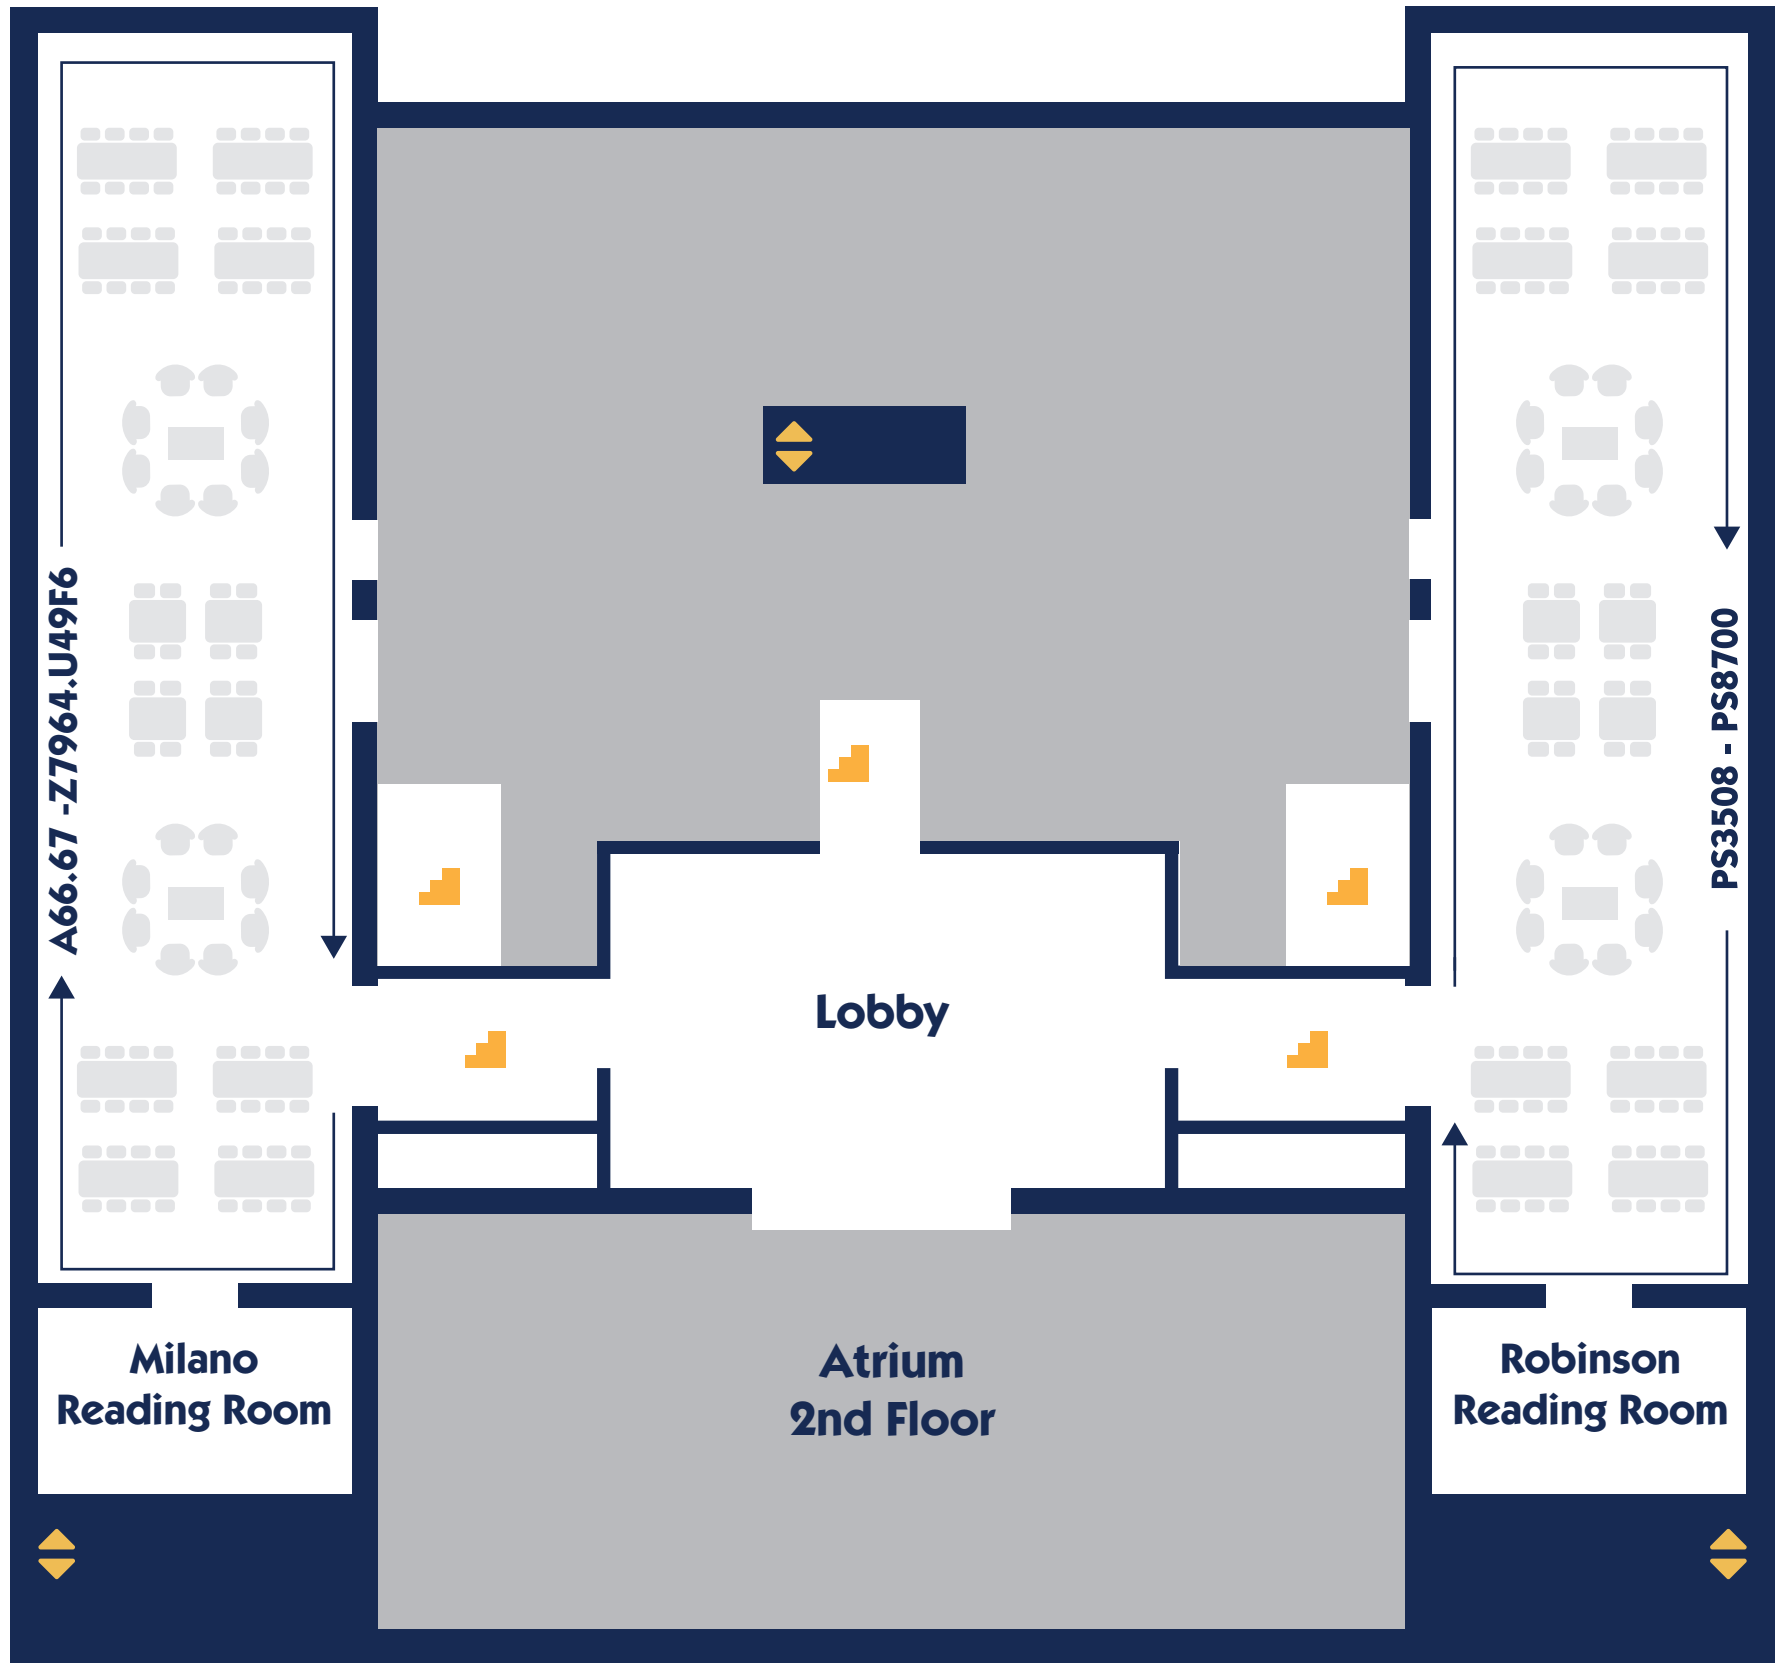 A66.67 -Z7964.U49F6
PS3508 - PS8700
Lobby
Milano
Reading Room
Atrium
2nd Floor
Robinson
Reading Room